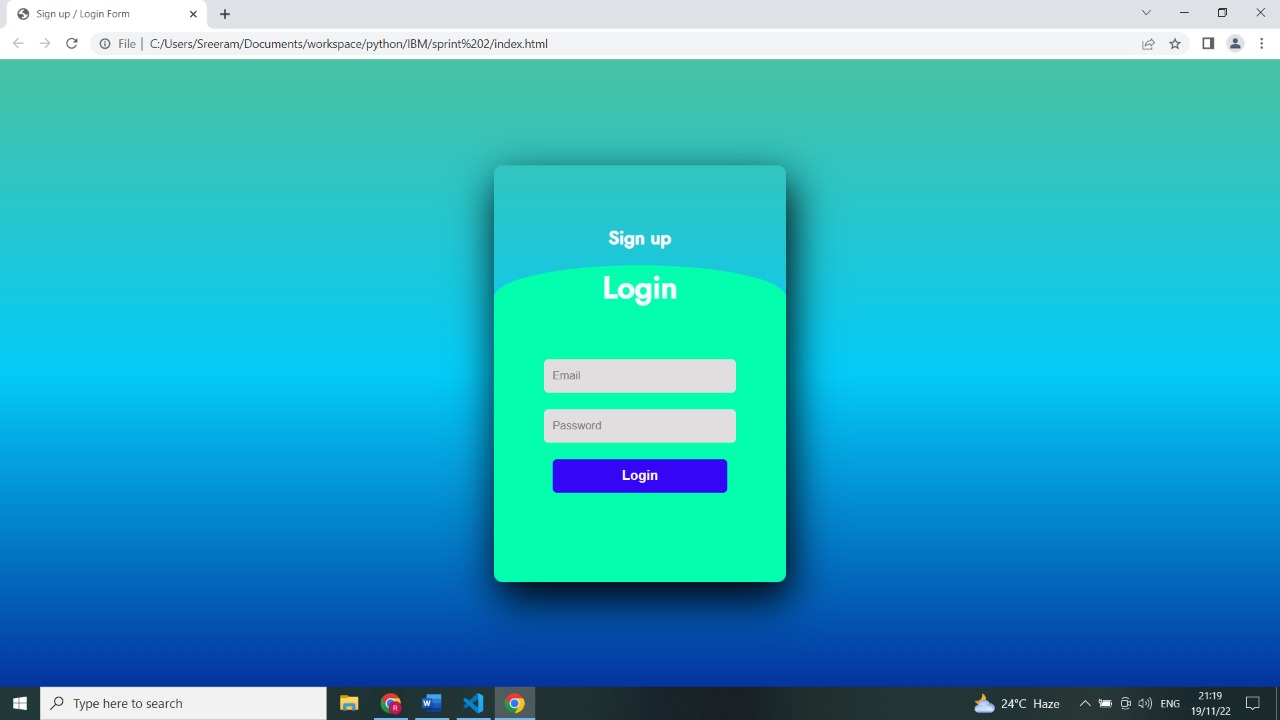 Sign up / Login Form
File | C:/Users/Sreeram/Documents/workspace/python/IBM/sprint%202/index.html
Sign up
Login
Email
Password
Login
Type here to search
24°C Haze
ENG
21:19
19/11/22